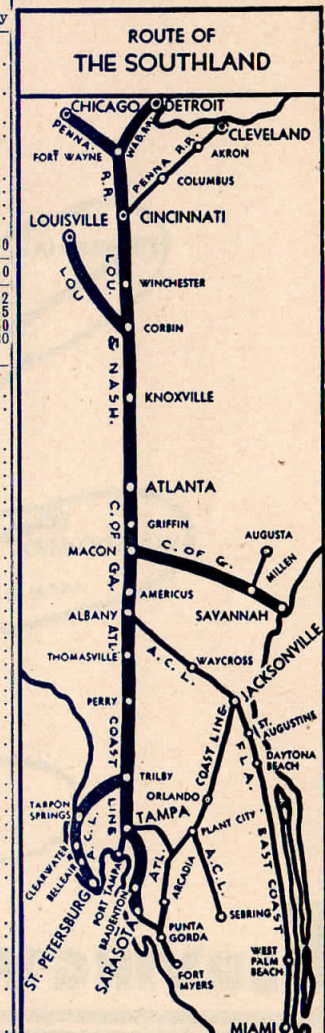 y
ROUTE OF
THE SOUTHLAND
CHICAGO
DETROIT
PENNA.
WAB. R.R.
CLEVELAND
FORT WAYNE
AKRON
R.R.
PENNA R.R.
COLUMBUS
LOUISVILLE
CINCINNATI
LOU.
LOU
WINCHESTER
CORBIN
& NASH.
KNOXVILLE
ATLANTA
C. OF GA.
GRIFFIN
AUGUSTA
MACON
C. OF G.
MILLEN
AMERICUS
SAVANNAH
ALBANY
ATL.
JACKSONVILLE
THOMASVILLE
A.C.L.
WAYCROSS
PERRY
COAST
COAST LINE
ST.
AUGUSTINE
FLA.
DAYTONA
BEACH
TRILBY
LINE
ORLANDO
TARPON
SPRINGS
A.C.L.
TAMPA
PLANT CITY
CLEARWATER
BELLEAIR
ATL.
A.C.L.
EAST COAST
ARCADIA
PORT TAMPA
BRADENTON
ST. PETERSBURG
SARASOTA
SEBRING
PUNTA
GORDA
WEST
PALM
BEACH
FORT
MYERS
MIAMI